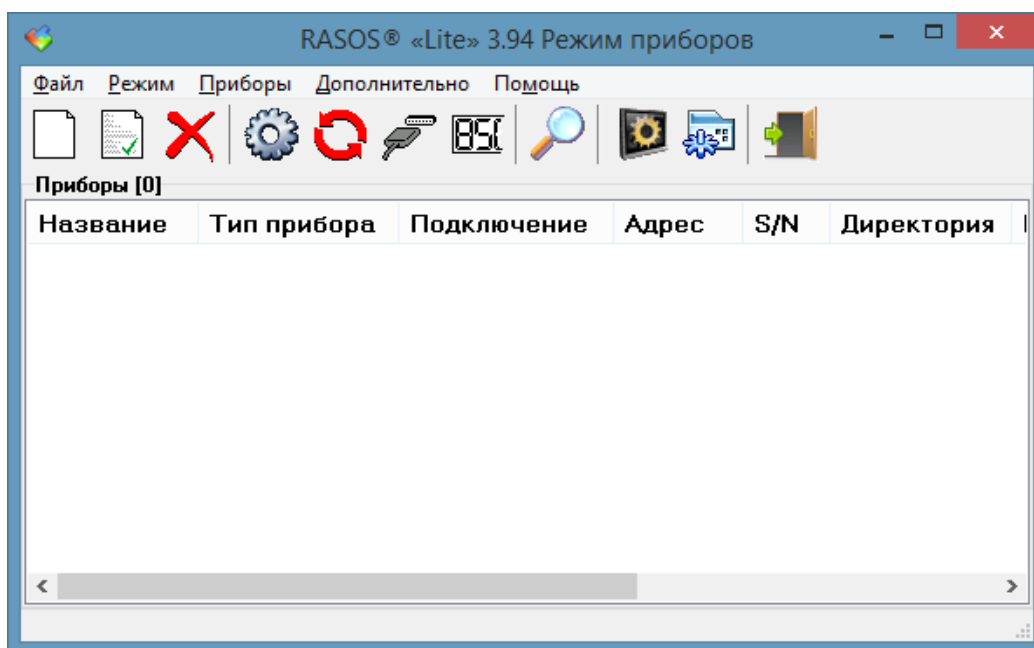 RASOS® «Lite» 3.94 Режим приборов
Файл Режим Приборы Дополнительно Помощь
850
Приборы [0]
Название Тип прибора Подключение Адрес S/N Директория